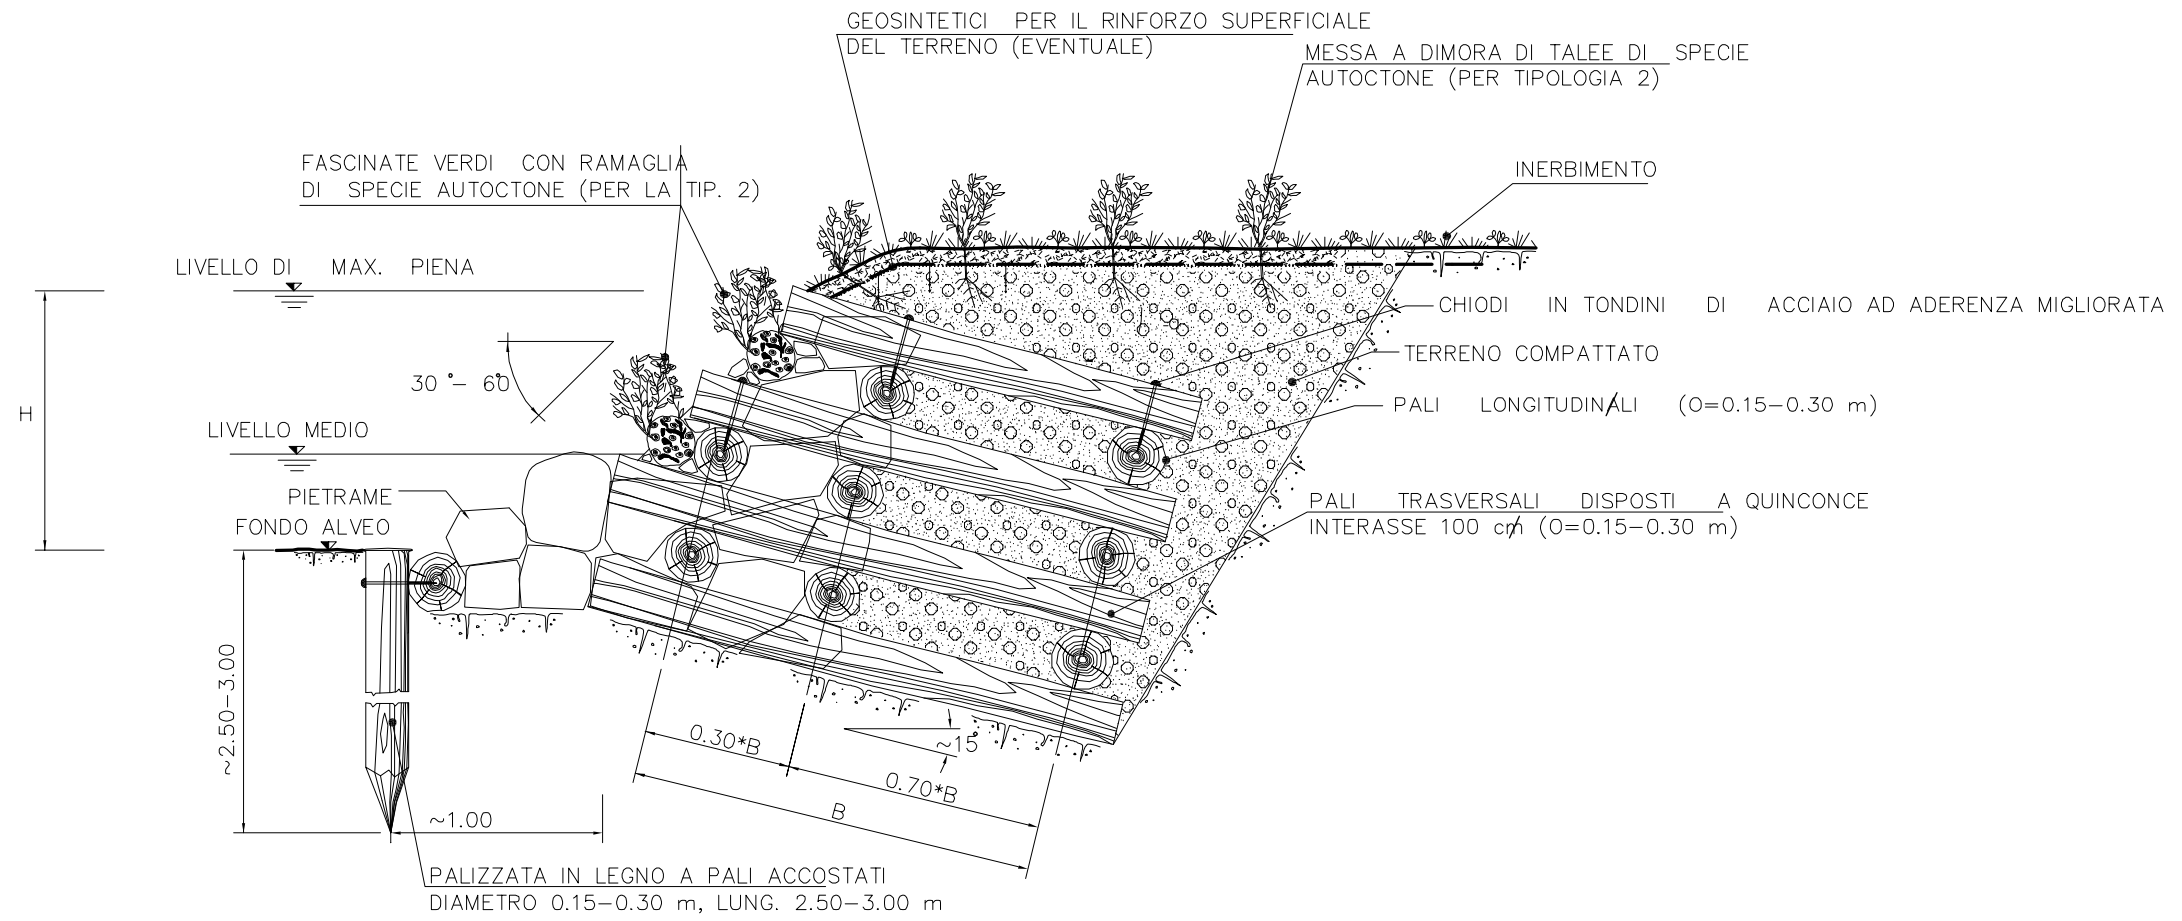 GEOSINTETICI PER IL RINFORZO SUPERFICIALE
DEL TERRENO (EVENTUALE)
MESSA A DIMORA DI TALEE DI SPECIE
AUTOCTONE (PER TIPOLOGIA 2)
FASCINATE VERDI CON RAMAGLIA
DI SPECIE AUTOCTONE (PER LA TIP. 2)
INERBIMENTO
LIVELLO DI MAX. PIENA
CHIODI IN TONDINI DI ACCIAIO AD ADERENZA MIGLIORATA
TERRENO COMPATTATO
30°- 60°
H
PALI LONGITUDINALI (O=0.15-0.30 m)
LIVELLO MEDIO
PIETRAME
PALI TRASVERSALI DISPOSTI A QUINCONCE
INTERASSE 100 cm (O=0.15-0.30 m)
FONDO ALVEO
~2.50-3.00
0.30*B
~15°
0.70*B
B
~1.00
PALIZZATA IN LEGNO A PALI ACCOSTATI
DIAMETRO 0.15-0.30 m, LUNG. 2.50-3.00 m